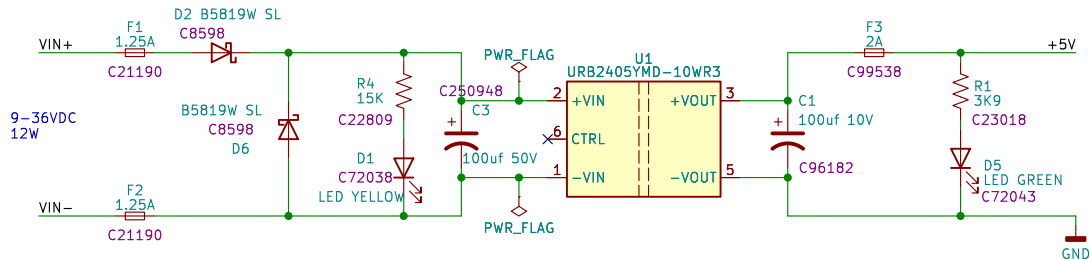 D2 B5819W SL
C8598
F1
1.25A
VIN+
C21190
PWR_FLAG
U1
URB2405YMD-10WR3
F3
2A
+5V
C99538
R4
15K
C22809
C250948
C3
+
100uf 50V
2
+VIN
+VOUT
3
6
CTRL
1
-VIN
-VOUT
5
C1
100uf 10V
+
C96182
R1
3K9
C23018
B5819W SL
C8598
D6
9-36VDC
12W
D1
C72038
LED YELLOW
D5
LED GREEN
C72043
F2
1.25A
VIN-
C21190
PWR_FLAG
GND